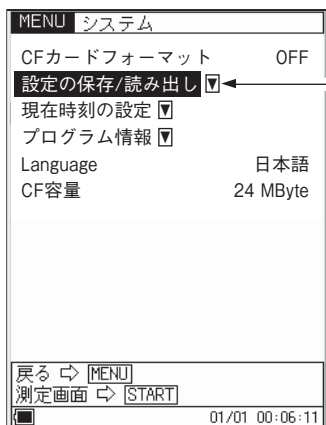 MENU システム
CFカードフォーマット OFF
設定の保存/読み出し ▼
現在時刻の設定 ▼
プログラム情報 ▼
Language 日本語
CF容量 24 MByte
戻る ⇨ MENU
測定画面 ⇨ START
01/01 00:06:11